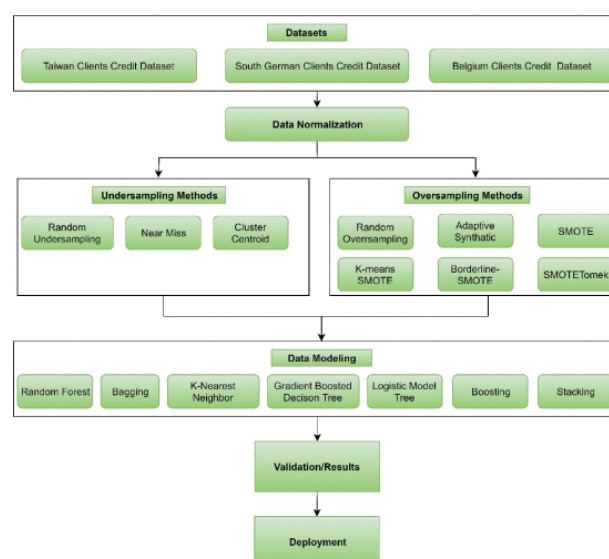 Datasets
Taiwan Clients Credit Dataset
South German Clients Credit Dataset
Belgium Clients Credit Dataset
Data Normalization
Undersampling Methods
Random
Undersampling
Near Miss
Cluster
Centroid
Oversampling Methods
Random
Overrsampling
Adaptive
Synthatic
SMOTE
K-means
SMOTE
Borderline-
SMOTE
SMOTETomek
Data Modeling
Random Forest
Bagging
K-Nearest
Neighbor
Gradient Boosted
Decison Tree
Logistic Model
Tree
Boosting
Stacking
Validation/Results
Deployment